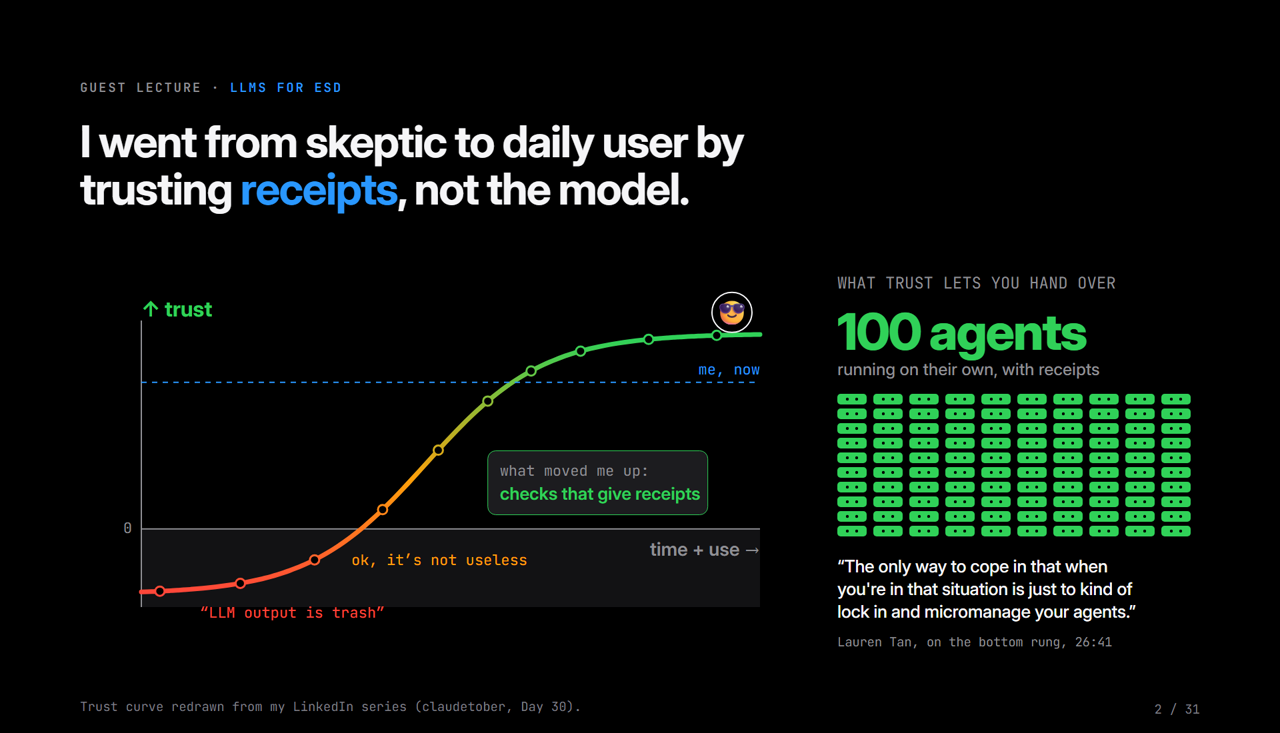 GUEST LECTURE · LLMS FOR ESD
I went from skeptic to daily user by
trusting receipts, not the model.
↑ trust
me, now
what moved me up:
checks that give receipts
0
time + use →
ok, it’s not useless
“LLM output is trash”
WHAT TRUST LETS YOU HAND OVER
100 agents
running on their own, with receipts
“The only way to cope in that when
you're in that situation is just to kind of
lock in and micromanage your agents.”
Lauren Tan, on the bottom rung, 26:41
Trust curve redrawn from my LinkedIn series (claudetober, Day 30).
2 / 31